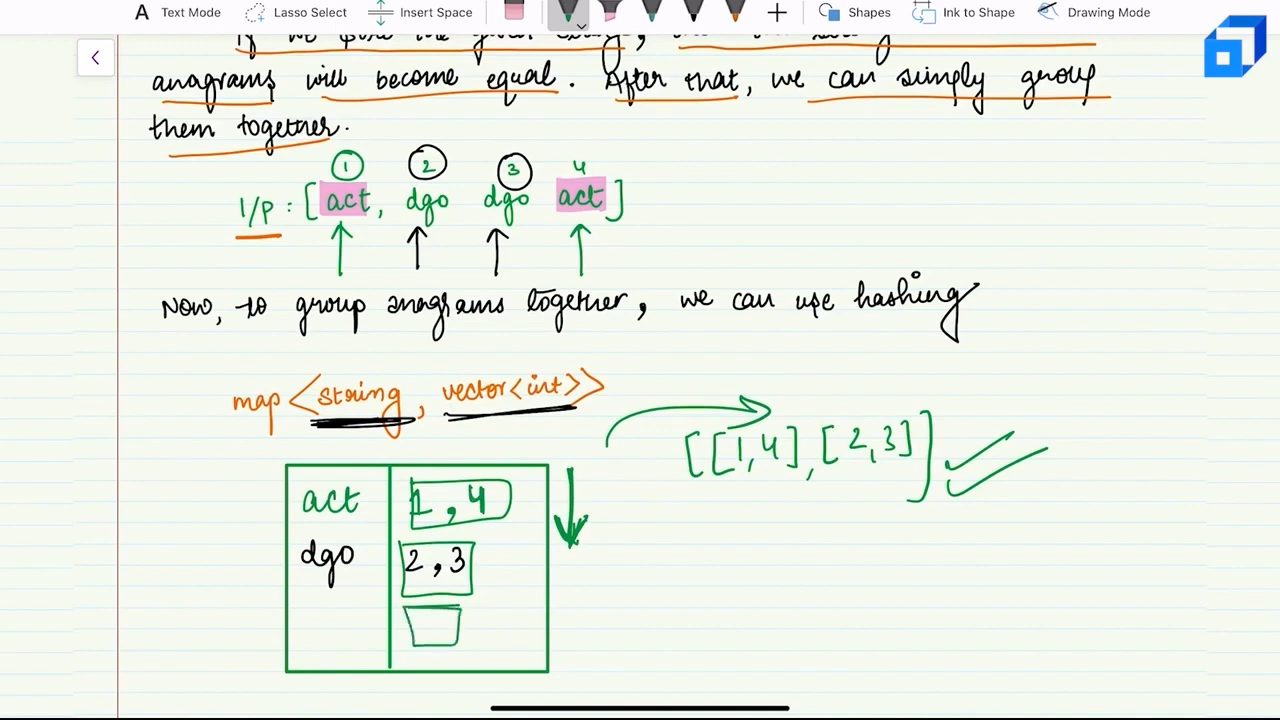 Text Mode Lasso Select Insert Space Shapes Ink to Shape Drawing Mode
If we
anagrams will become equal. After that, we can simply group
them together.
1 2 3 4
I/P : [ act, dgo dgo act ]
Now, to group anagrams together, we can use hashing
map <string, vector<int>>
[[1,4], [2,3]]
act 1, 4
dgo 2, 3